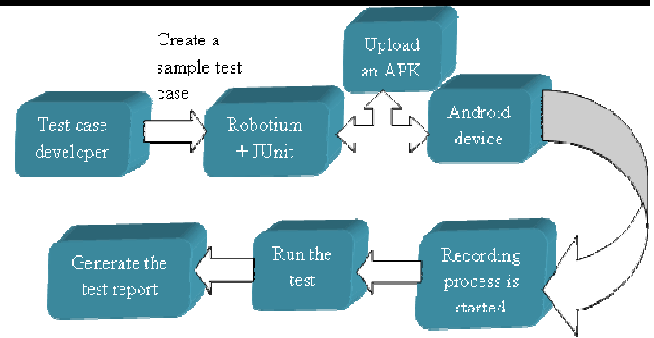 Create a
sample test
case
Upload
an APK
Test case
developer
Robotium
+ JUnit
Android
device
Generate the
test report
Run the
test
Recording
process is
started